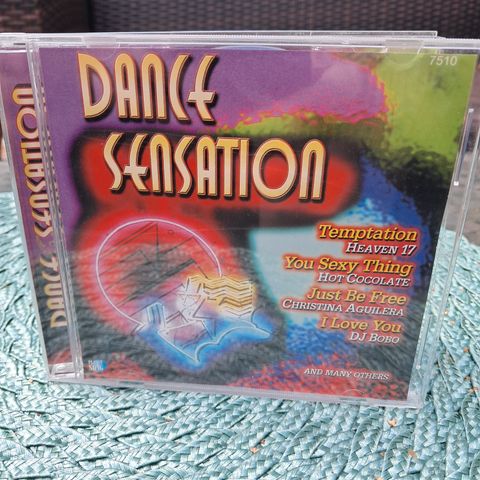 DANCE SENSATION
7510
DANCE
SENSATION
Temptation
HEAVEN 17
You Sexy Thing
HOT COCOLATE
Just Be Free
CHRISTINA AGUILERA
I Love You
DJ BOBO
AND MANY OTHERS